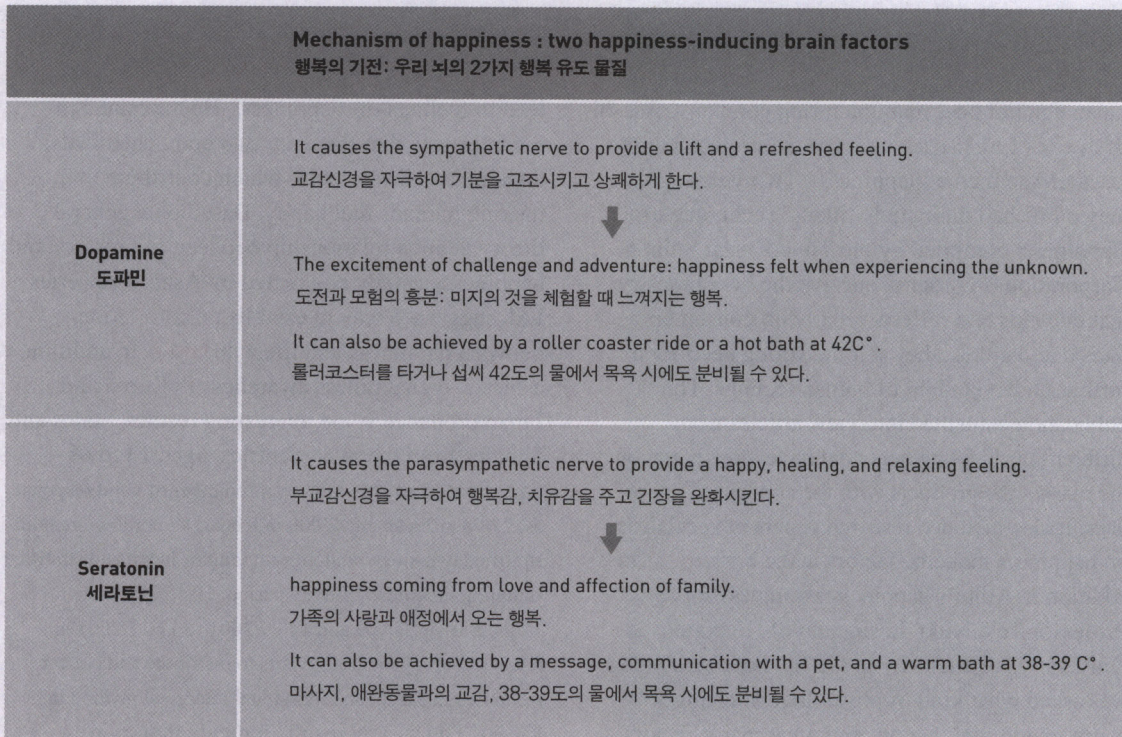 Mechanism of happiness : two happiness-inducing brain factors
행복의 기전: 우리 뇌의 2가지 행복 유도 물질
Dopamine
도파민
It causes the sympathetic nerve to provide a lift and a refreshed feeling.
교감신경을 자극하여 기분을 고조시키고 상쾌하게 한다.
The excitement of challenge and adventure: happiness felt when experiencing the unknown.
도전과 모험의 흥분: 미지의 것을 체험할 때 느껴지는 행복.
It can also be achieved by a roller coaster ride or a hot bath at 42C°.
롤러코스터를 타거나 섭씨 42도의 물에서 목욕 시에도 분비될 수 있다.
Seratonin
세라토닌
It causes the parasympathetic nerve to provide a happy, healing, and relaxing feeling.
부교감신경을 자극하여 행복감, 치유감을 주고 긴장을 완화시킨다.
happiness coming from love and affection of family.
가족의 사랑과 애정에서 오는 행복.
It can also be achieved by a message, communication with a pet, and a warm bath at 38-39 C°.
마사지, 애완동물과의 교감, 38-39도의 물에서 목욕 시에도 분비될 수 있다.